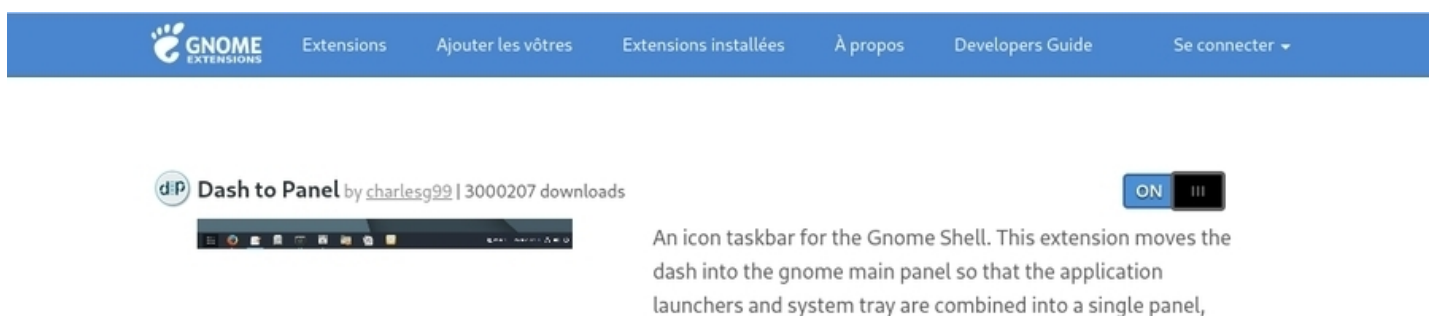 GNOME
EXTENSIONS
Extensions
Ajouter les vôtres
Extensions installées
À propos
Developers Guide
Se connecter
Dash to Panel by charlesg99 | 3000207 downloads
ON
An icon taskbar for the Gnome Shell. This extension moves the
dash into the gnome main panel so that the application
launchers and system tray are combined into a single panel,